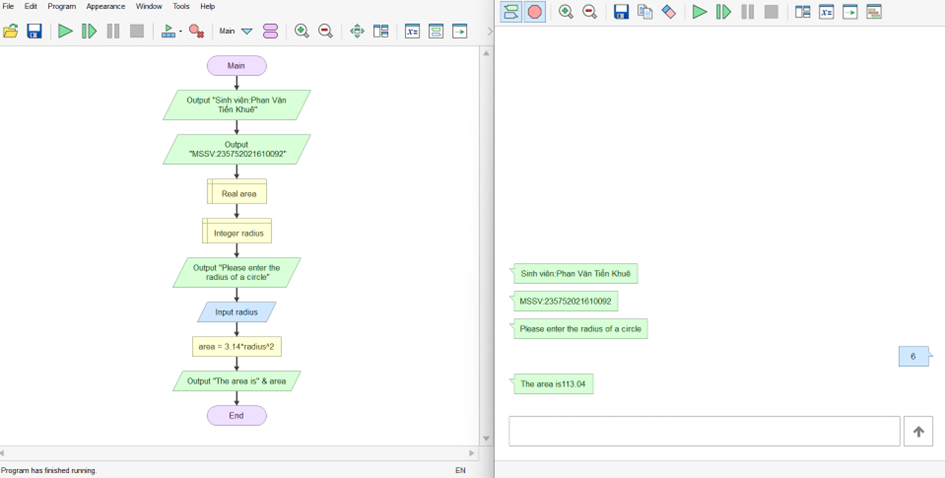 File Edit Program Appearance Window Tools Help
Main
Main
Output "Sinh viên:Phan Văn
Tiến Khuê"
Output
"MSSV:235752021610092"
Real area
Integer radius
Output "Please enter the
radius of a circle"
Input radius
area = 3.14*radius^2
Output "The area is" & area
End
Program has finished running.
EN
Sinh viên:Phan Văn Tiến Khuê
MSSV:235752021610092
Please enter the radius of a circle
6
The area is113.04